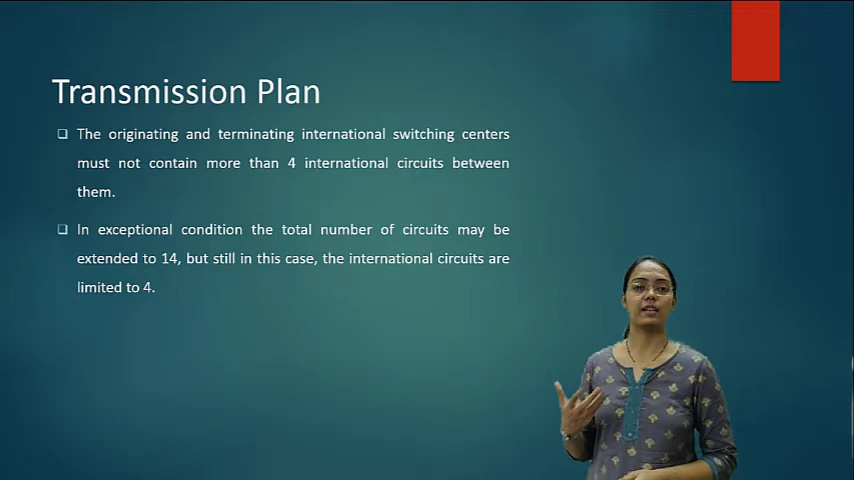 Transmission Plan
The originating and terminating international switching centers
must not contain more than 4 international circuits between
them.
In exceptional condition the total number of circuits may be
extended to 14, but still in this case, the international circuits are
limited to 4.